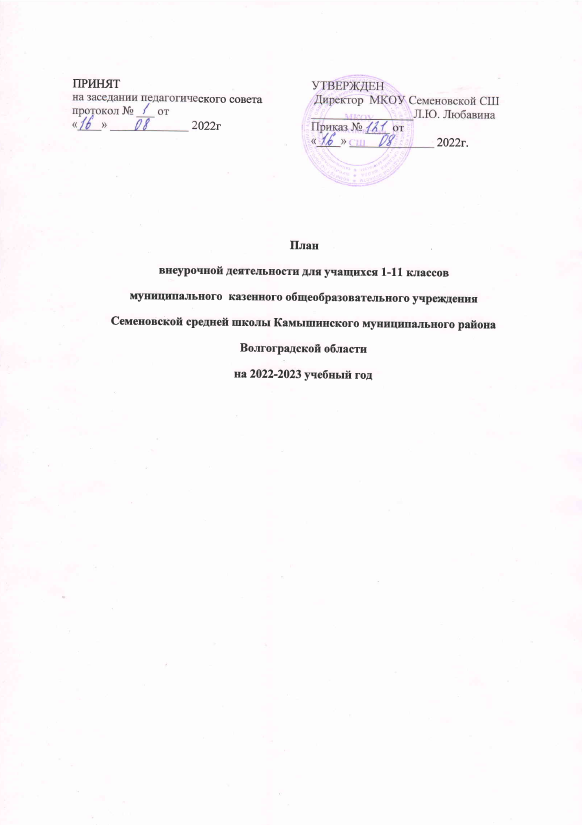 ПРИНЯТ
на заседании педагогического совета
протокол № 1 от
«16» 08 2022г
УТВЕРЖДЕН
Директор МКОУ Семеновской СШ
Л.Ю. Любавина
Приказ № 121 от
«16» 08 2022г.
МКОУ
СШ
План
внеурочной деятельности для учащихся 1-11 классов
муниципального казенного общеобразовательного учреждения
Семеновской средней школы Камышинского муниципального района
Волгоградской области
на 2022-2023 учебный год